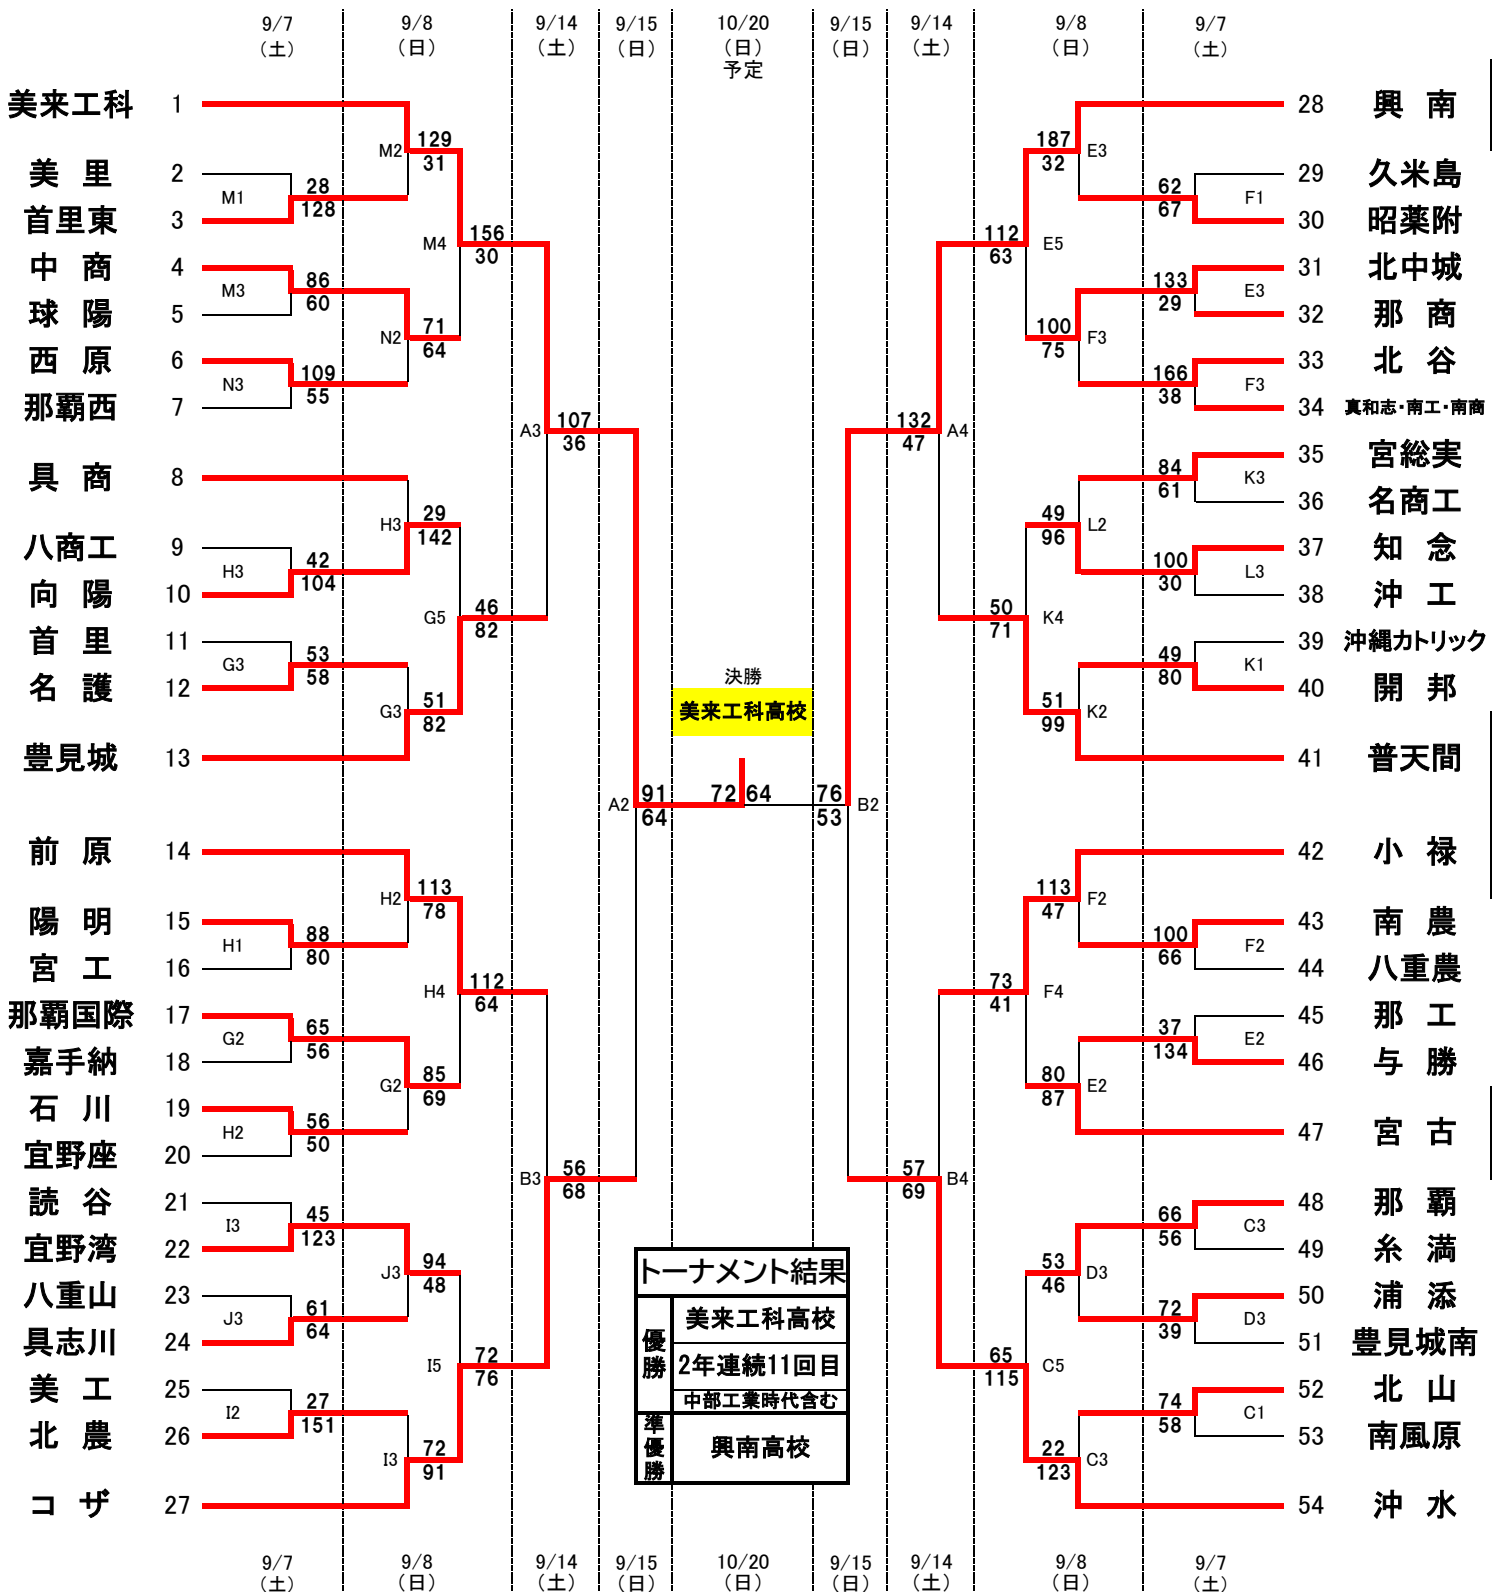 9/7 9/8 9/14 9/15 10/20 9/15 9/14 9/8 9/7
(土) (日) (土) (日) (日) (日) (土) (日) (土)
予定
美来工科 1 28 興南
M2 129 31 187 32 E3
美里 2 29 久米島
M1 28 128 62 67 F1
首里東 3 30 昭薬附
M4 156 30 112 63 E5
中商 4 31 北中城
M3 86 60 133 29 E3
球陽 5 32 那商
N2 71 64 100 75 F3
西原 6 33 北谷
N3 109 55 166 38 F3
那覇西 7 34 真和志・南工・南商
A3 107 36 132 47 A4
35 宮総実
具商 8 84 61 K3
36 名商工
H3 29 142 49 96 L2
八商工 9 37 知念
H3 42 104 100 30 L3
向陽 10 38 沖工
G5 46 82 50 71 K4
首里 11 39 沖縄カトリック
G3 53 58 49 80 K1
名護 12 40 開邦
G3 51 82 51 99 K2
決勝
美来工科高校
豊見城 13 41 普天間
A2 91 64 72 64 76 53 B2
前原 14 42 小禄
H2 113 78 113 47 F2
陽明 15 43 南農
H1 88 80 100 66 F2
宮工 16 44 八重農
H4 112 64 73 41 F4
那覇国際 17 45 那工
G2 65 56 37 134 E2
嘉手納 18 46 与勝
G2 85 69 80 87 E2
石川 19
H2 56 50 47 宮古
宜野座 20
B3 56 68 57 69 B4
読谷 21 48 那覇
I3 45 123 66 56 C3
宜野湾 22 49 糸満
J3 94 48 53 46 D3
八重山 23 50 浦添
J3 61 64 72 39 D3
具志川 24 51 豊見城南
I5 72 76 65 115 C5
美工 25 52 北山
I2 27 151 74 58 C1
北農 26 53 南風原
I3 72 91 22 123 C3
コザ 27 54 沖水
トーナメント結果
優勝 美来工科高校
2年連続11回目
中部工業時代含む
準優勝 興南高校
9/7 9/8 9/14 9/15 10/20 9/15 9/14 9/8 9/7
(土) (日) (土) (日) (日) (日) (土) (日) (土)